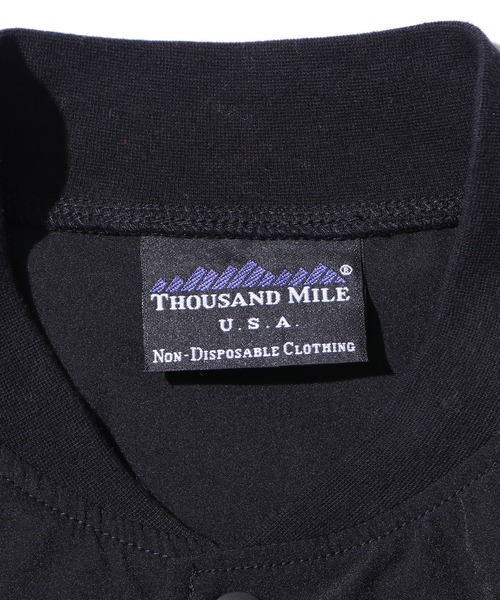 ®
THOUSAND MILE
U.S.A.
NON-DISPOSABLE CLOTHING